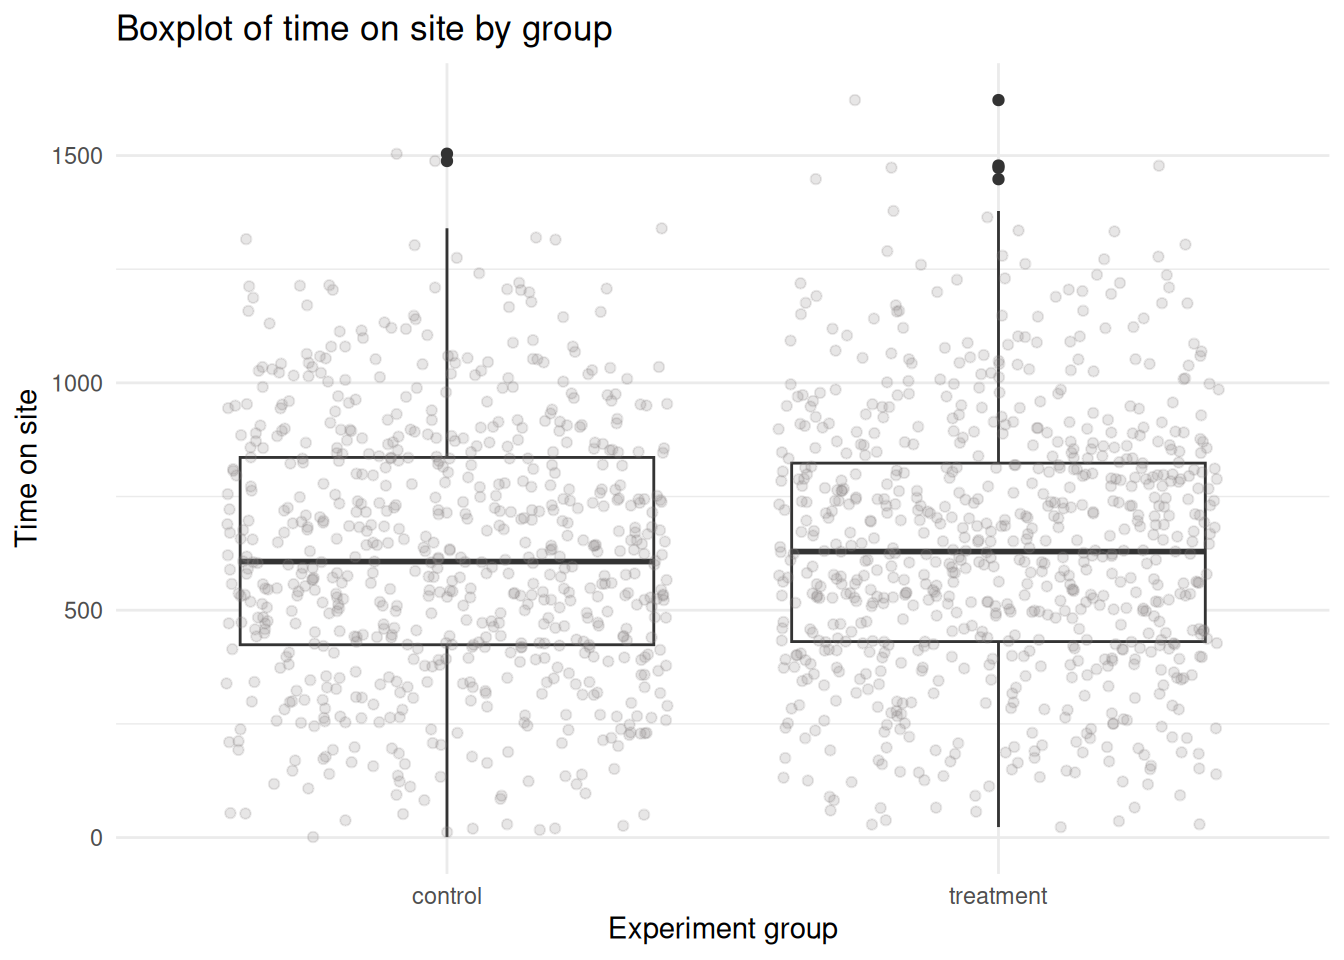 Boxplot of time on site by group
1500
1000
500
0
Time on site
control treatment
Experiment group